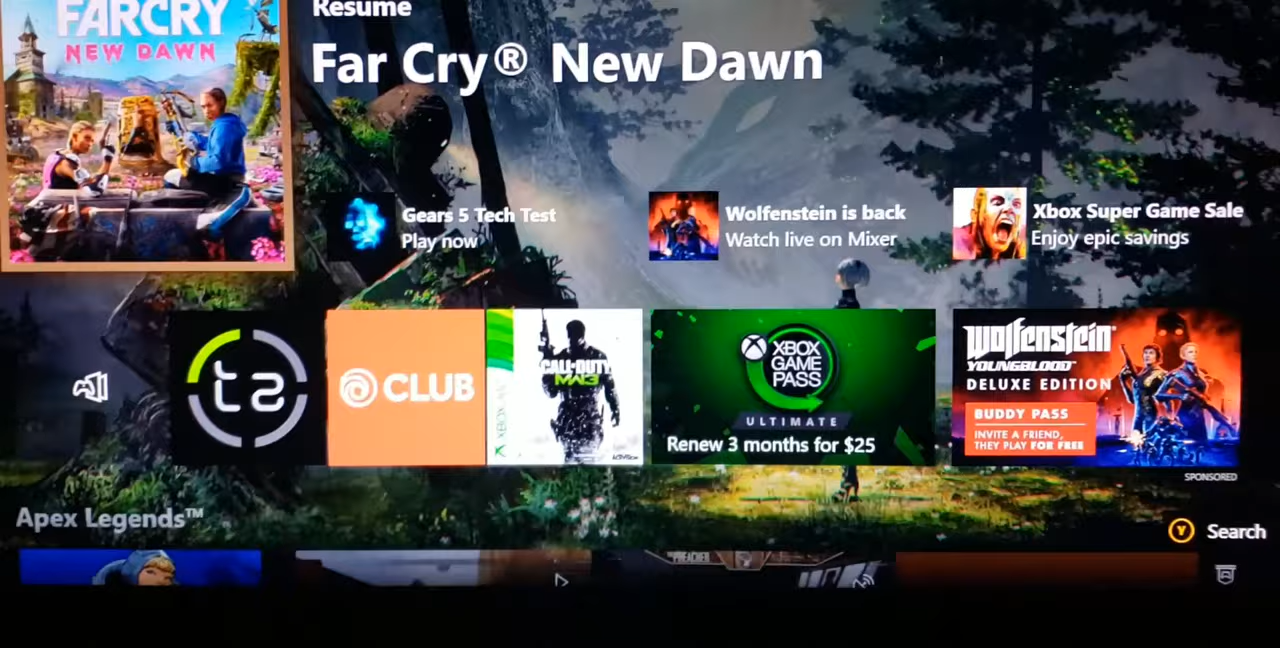 FARCRY
NEW DAWN
Resume
Far Cry® New Dawn
Gears 5 Tech Test
Play now
Wolfenstein is back
Watch live on Mixer
Xbox Super Game Sale
Enjoy epic savings
CLUB
CALL OF DUTY
MW3
XBOX
GAME
PASS
ULTIMATE
Renew 3 months for $25
Wolfenstein
YOUNGBLOOD
DELUXE EDITION
BUDDY PASS
INVITE A FRIEND,
THEY PLAY FOR FREE
SPONSORED
Apex Legends™
Y Search
PREACHER